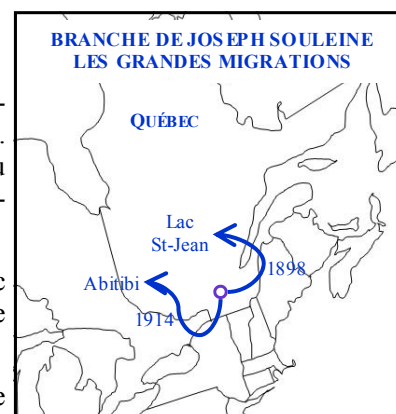 BRANCHE DE JOSEPH SOULEINE
LES GRANDES MIGRATIONS
QUÉBEC
Lac
St-Jean
Abitibi
1898
1914